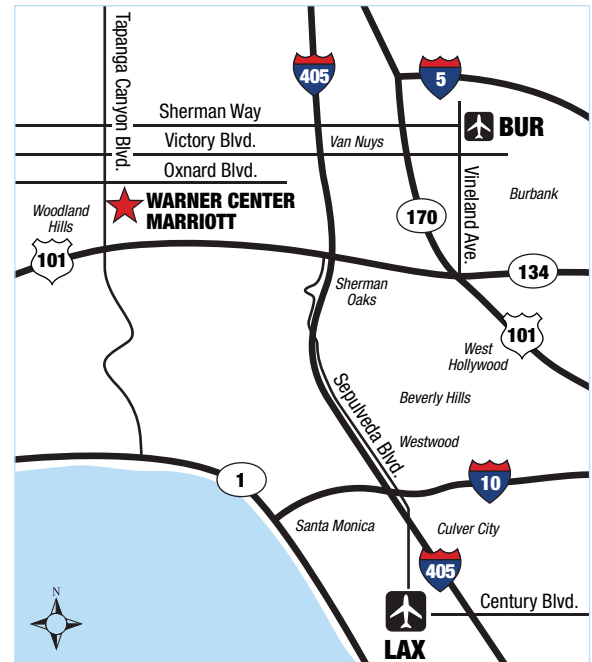 Tapanga Canyon Blvd.
405
5
Sherman Way
BUR
Victory Blvd.
Van Nuys
Oxnard Blvd.
Vineland Ave.
WARNER CENTER
MARRIOTT
Burbank
Woodland
Hills
170
101
134
Sherman
Oaks
101
West
Hollywood
Sepulveda Blvd.
Beverly Hills
Westwood
1
10
Santa Monica
Culver City
405
N
Century Blvd.
LAX